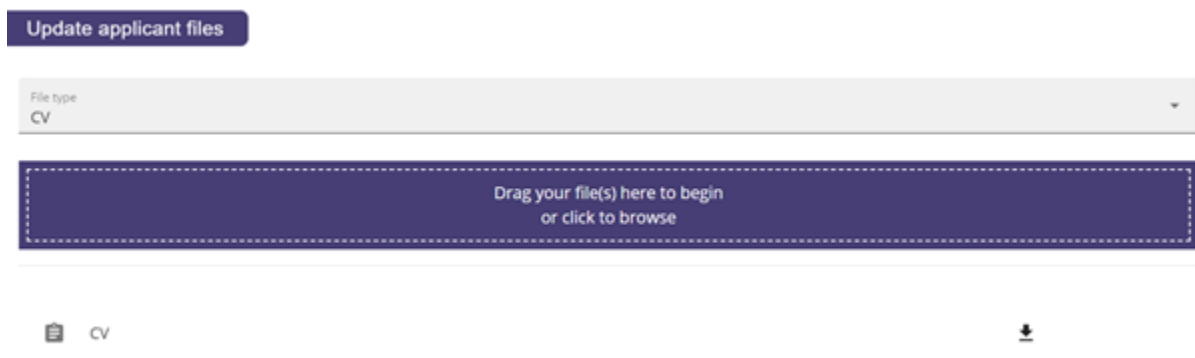 Update applicant files
File type
CV
Drag your file(s) here to begin
or click to browse
CV